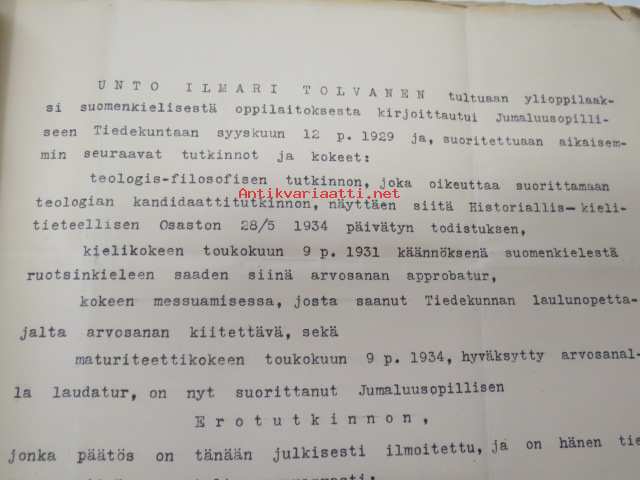 UNTO ILMARI TOLVANEN tultuaan ylioppilaak-
si suomenkielisestä oppilaitoksesta kirjoittautui Jumaluusopilli-
seen Tiedekuntaan syyskuun 12 p. 1929 ja, suoritettuaan aikaisem-
min seuraavat tutkinnot ja kokeet:
teologis-filosofisen tutkinnon, joka oikeuttaa suorittamaan
Antikvariaatti.net
teologian kandidaattitutkinnon, näyttäen siitä Historiallis-kieli-
tieteellisen Osaston 28/5 1934 päivätyn todistuksen,
kielikokeen toukokuun 9 p. 1931 käännöksenä suomenkielestä
ruotsinkieleen saaden siinä arvosanan approbatur,
kokeen messuamisessa, josta saanut Tiedekunnan laulunopetta-
jalta arvosanan kiitettävä, sekä
maturiteettikokeen toukokuun 9 p. 1934, hyväksytty arvosanal-
la laudatur, on nyt suorittanut Jumaluusopillisen
Erotutkinnon,
jonka päätös on tänään julkisesti ilmoitettu, ja on hänen tie